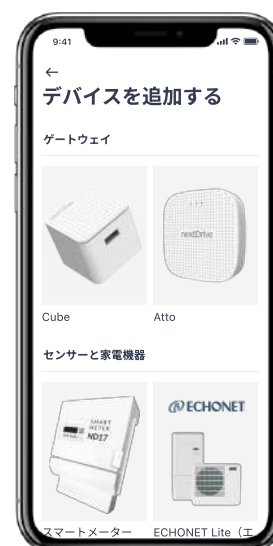 9:41
デバイスを追加する
ゲートウェイ
nextDrive
Cube
Atto
センサーと家電機器
SMART
METER
ND17
ECHONET
スマートメーター
ECHONET Lite（エ